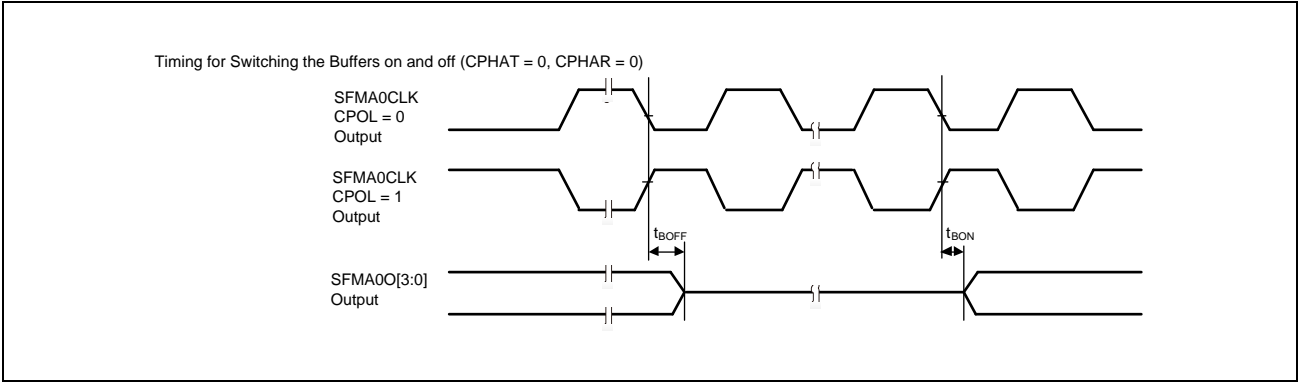 Timing for Switching the Buffers on and off (CPHAT = 0, CPHAR = 0)
SFMA0CLK
CPOL = 0
Output
SFMA0CLK
CPOL = 1
Output
tBOFF
tBON
SFMA0O[3:0]
Output